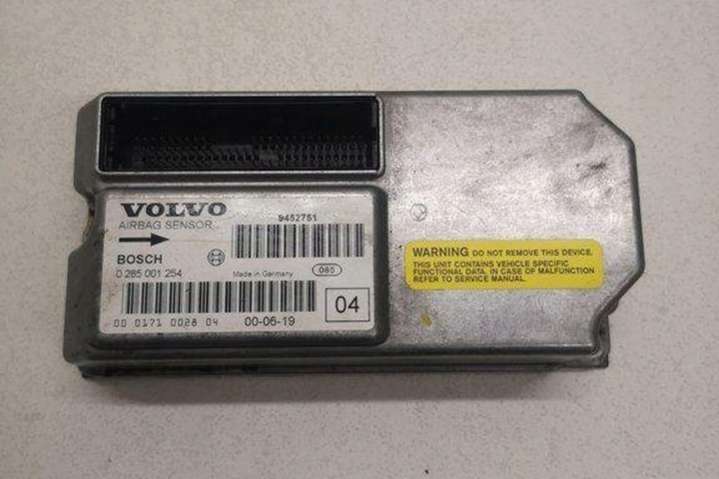 VOLVO
AIRBAG SENSOR
9452751
BOSCH
0 285 001 254
Made in Germany
080
00 0171 0028 04
00-06-19
04
WARNING DO NOT REMOVE THIS DEVICE.
THIS UNIT CONTAINS VEHICLE SPECIFIC
FUNCTIONAL DATA. IN CASE OF MALFUNCTION
REFER TO SERVICE MANUAL.